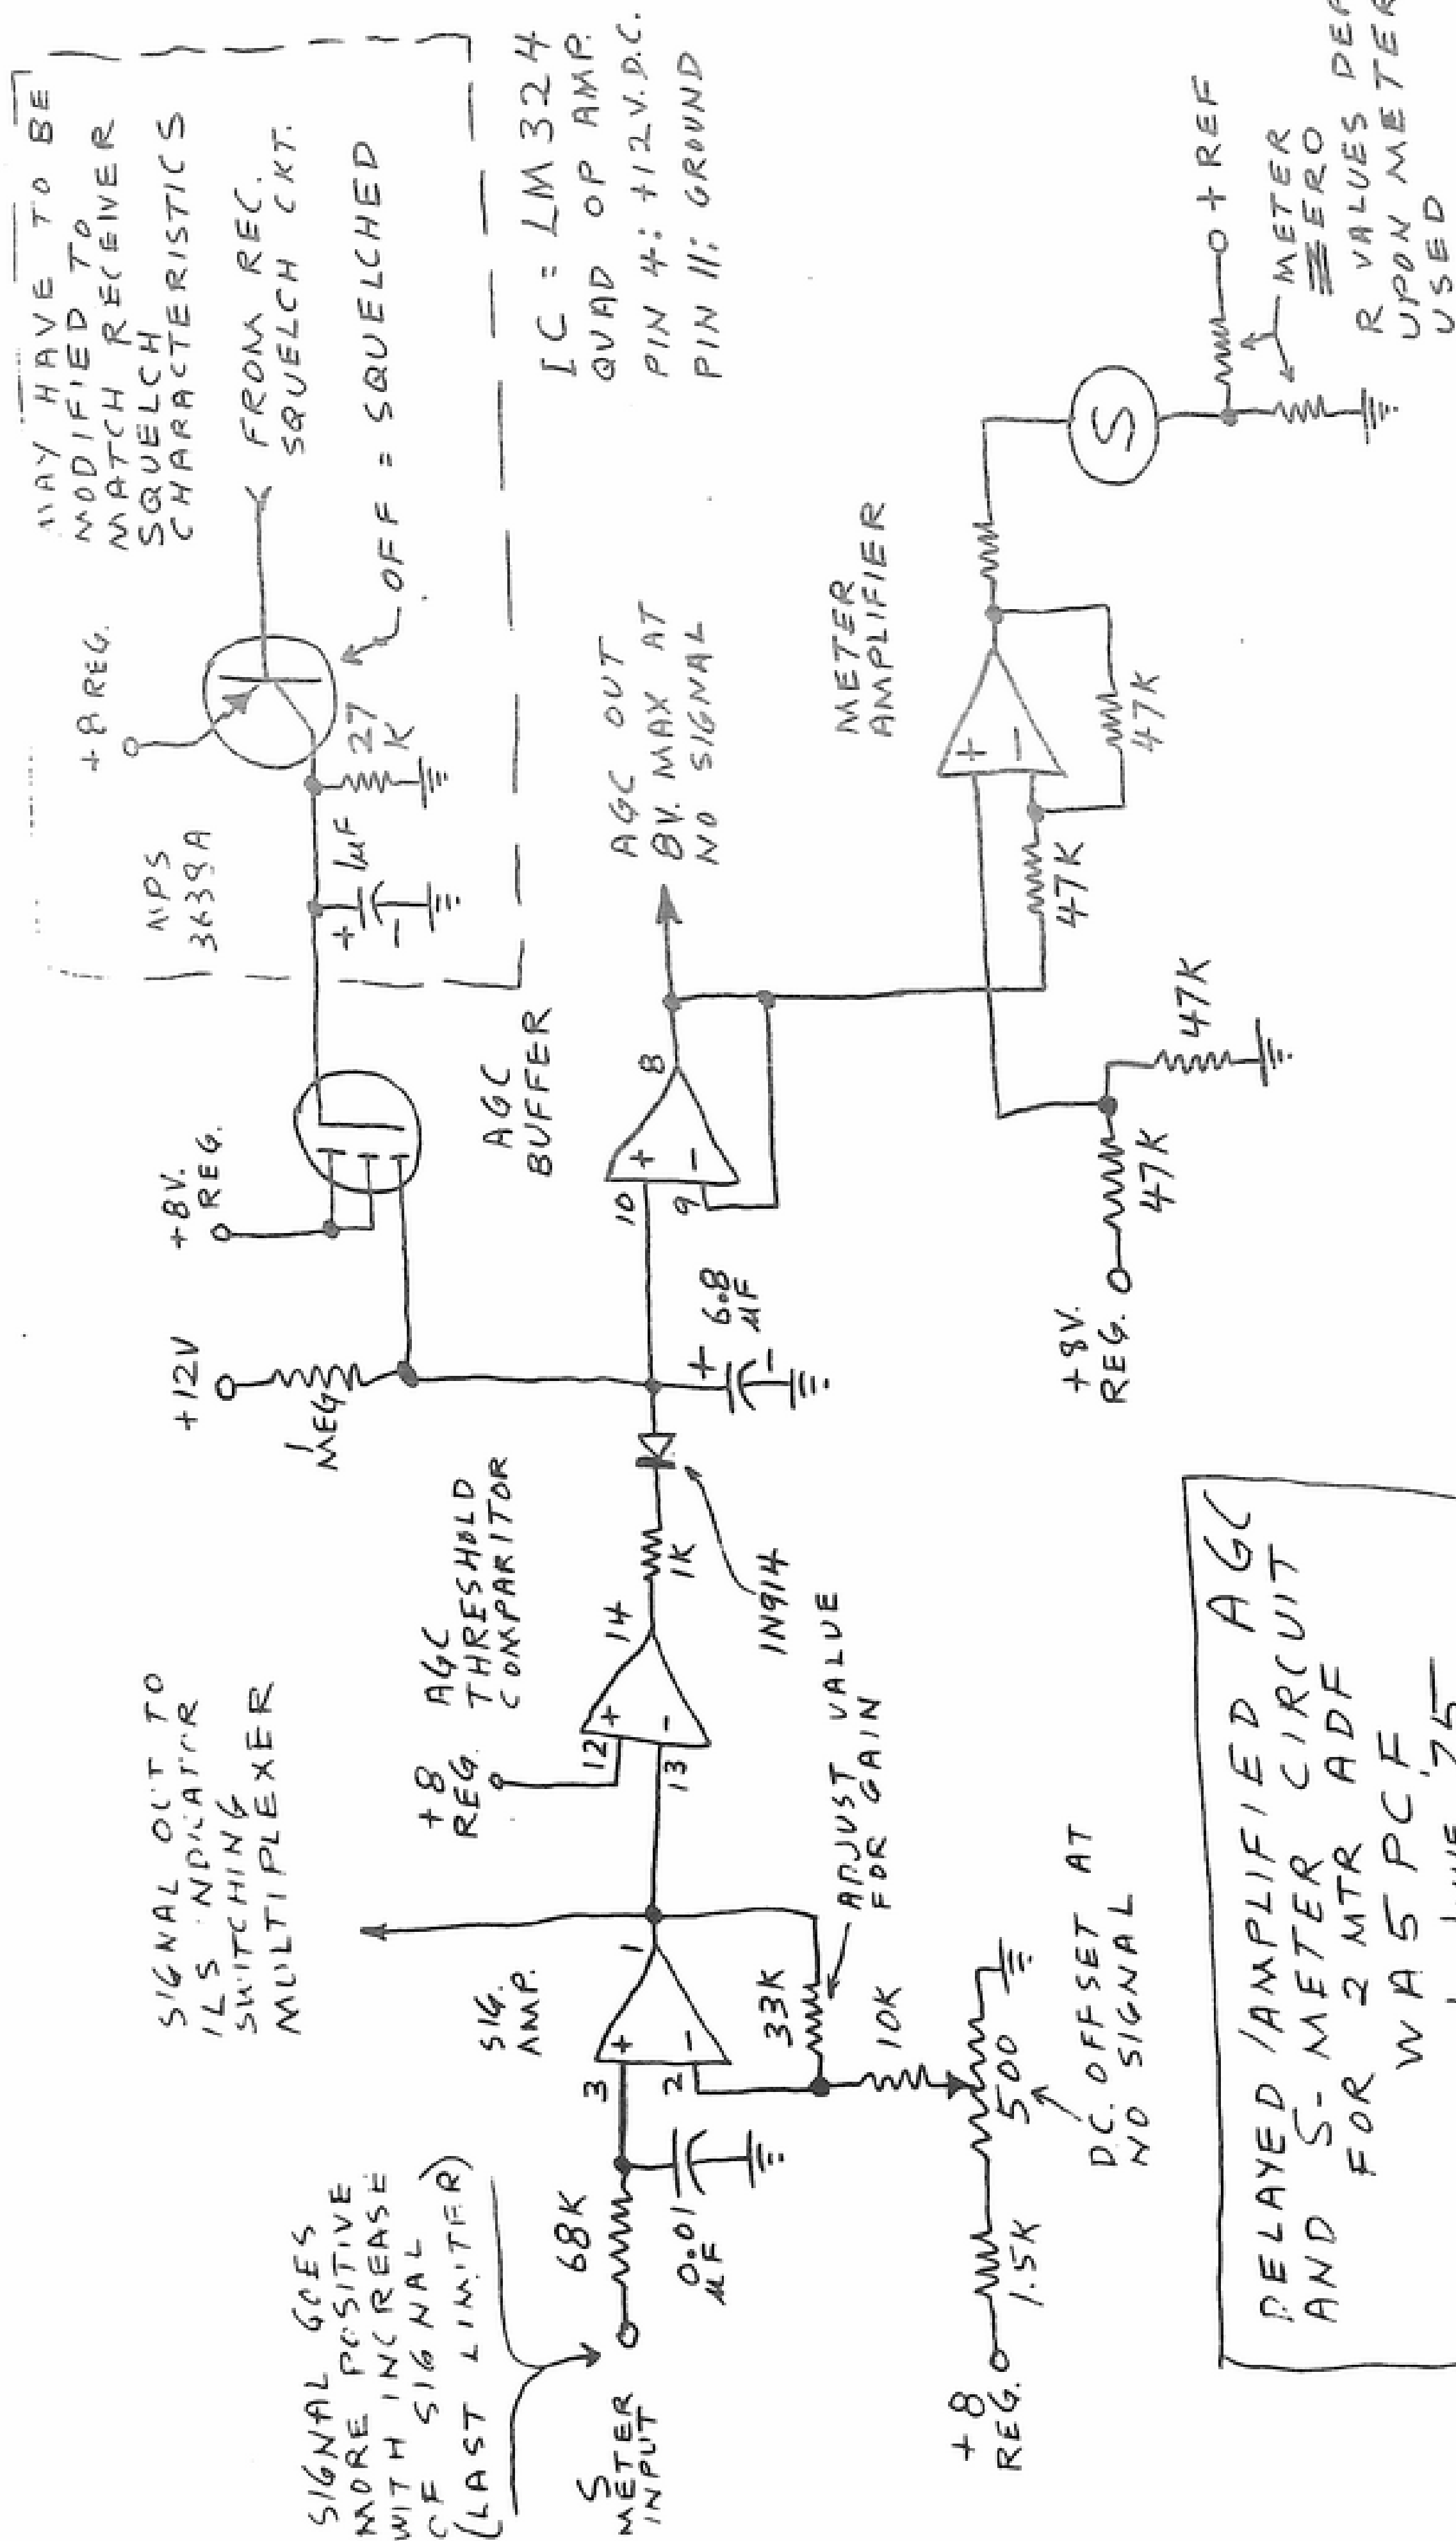 MAY HAVE TO BE
MODIFIED TO
MATCH RECEIVER
SQUELCH
CHARACTERISTICS
+8 REG.
FROM REC.
SQUELCH CKT.
MPS
3638A
27
K
+ 1µF
-
OFF = SQUELCHED
IC = LM324
QUAD OP AMP.
PIN 4: +12 V.D.C.
PIN 11: GROUND
+8V.
REG.
+12V
1
MEG
SIGNAL OUT TO
ILS INDICATOR
SWITCHING
MULTIPLEXER
SIGNAL GOES
MORE POSITIVE
WITH INCREASE
OF SIGNAL
(LAST LIMITER)
S
METER
INPUT
68K
0.01
µF
SIG.
AMP.
3 +
2 -
1
33K
ADJUST VALUE
FOR GAIN
10K
+8
REG.
1.5K
500
D.C. OFFSET AT
NO SIGNAL
+8
REG.
AGC
THRESHOLD
COMPARITOR
12 +
13 -
14
1K
1N914
+ 6.8
µF
-
AGC
BUFFER
10 +
9 -
8
AGC OUT
8V. MAX AT
NO SIGNAL
METER
AMPLIFIER
+
-
47K
47K
+8V.
REG.
47K
47K
S
+ REF
METER
ZERO
R VALUES
UPON METER
USED
DELAYED/AMPLIFIED AGC
AND S-METER CIRCUIT
FOR 2 MTR ADF
WA5PCF
'75